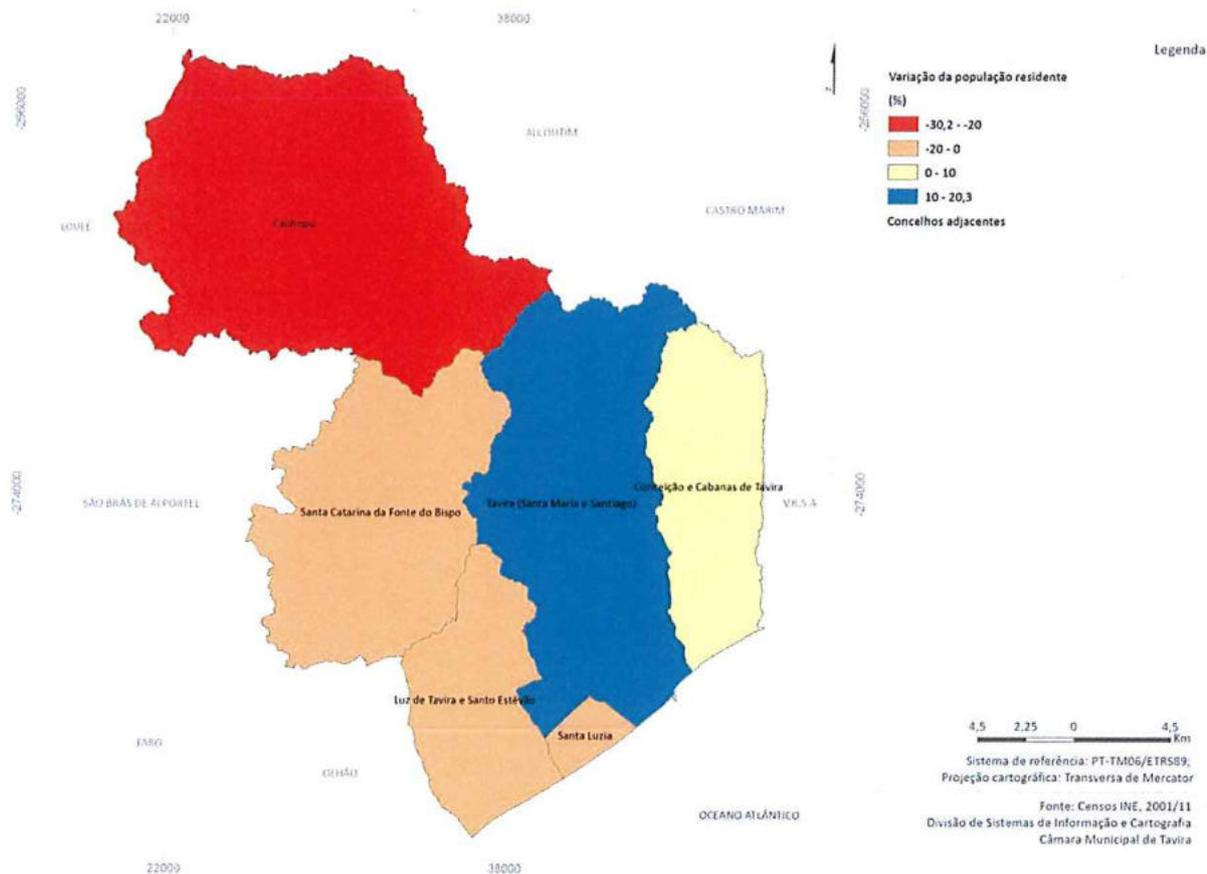 22000
38000
Legenda
Variação da população residente
(%)
-30,2 - -20
-20 - 0
0 - 10
10 - 20,3
Concelhos adjacentes
-256000
-256000
z
ALCOUTIM
CASTRO MARIM
LOULÉ
Cachopo
-274000
-274000
SÃO BRÁS DE ALPORTEL
Santa Catarina da Fonte do Bispo
Tavira (Santa Maria e Santiago)
Conceição e Cabanas de Tavira
V.R.S.A
Luz de Tavira e Santo Estêvão
Santa Luzia
FARO
OLHÃO
OCEANO ATLÂNTICO
4,5 2,25 0 4,5
Km
Sistema de referência: PT-TM06/ETRS89;
Projeção cartográfica: Transversa de Mercator
Fonte: Censos INE, 2001/11
Divisão de Sistemas de Informação e Cartografia
Câmara Municipal de Tavira
22000
38000